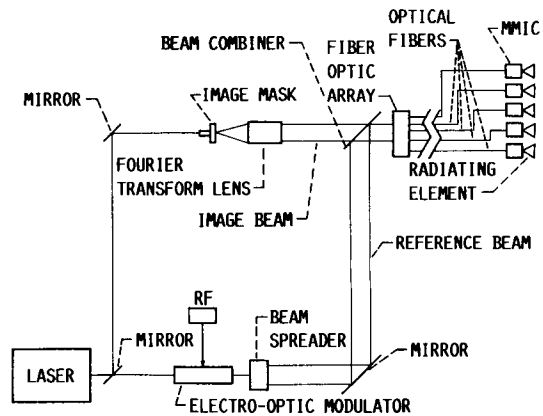 OPTICAL
FIBERS
MMIC
BEAM COMBINER
FIBER
OPTIC
ARRAY
MIRROR
IMAGE MASK
FOURIER
TRANSFORM LENS
IMAGE BEAM
RADIATING
ELEMENT
REFERENCE BEAM
RF
BEAM
SPREADER
MIRROR
MIRROR
LASER
ELECTRO-OPTIC MODULATOR